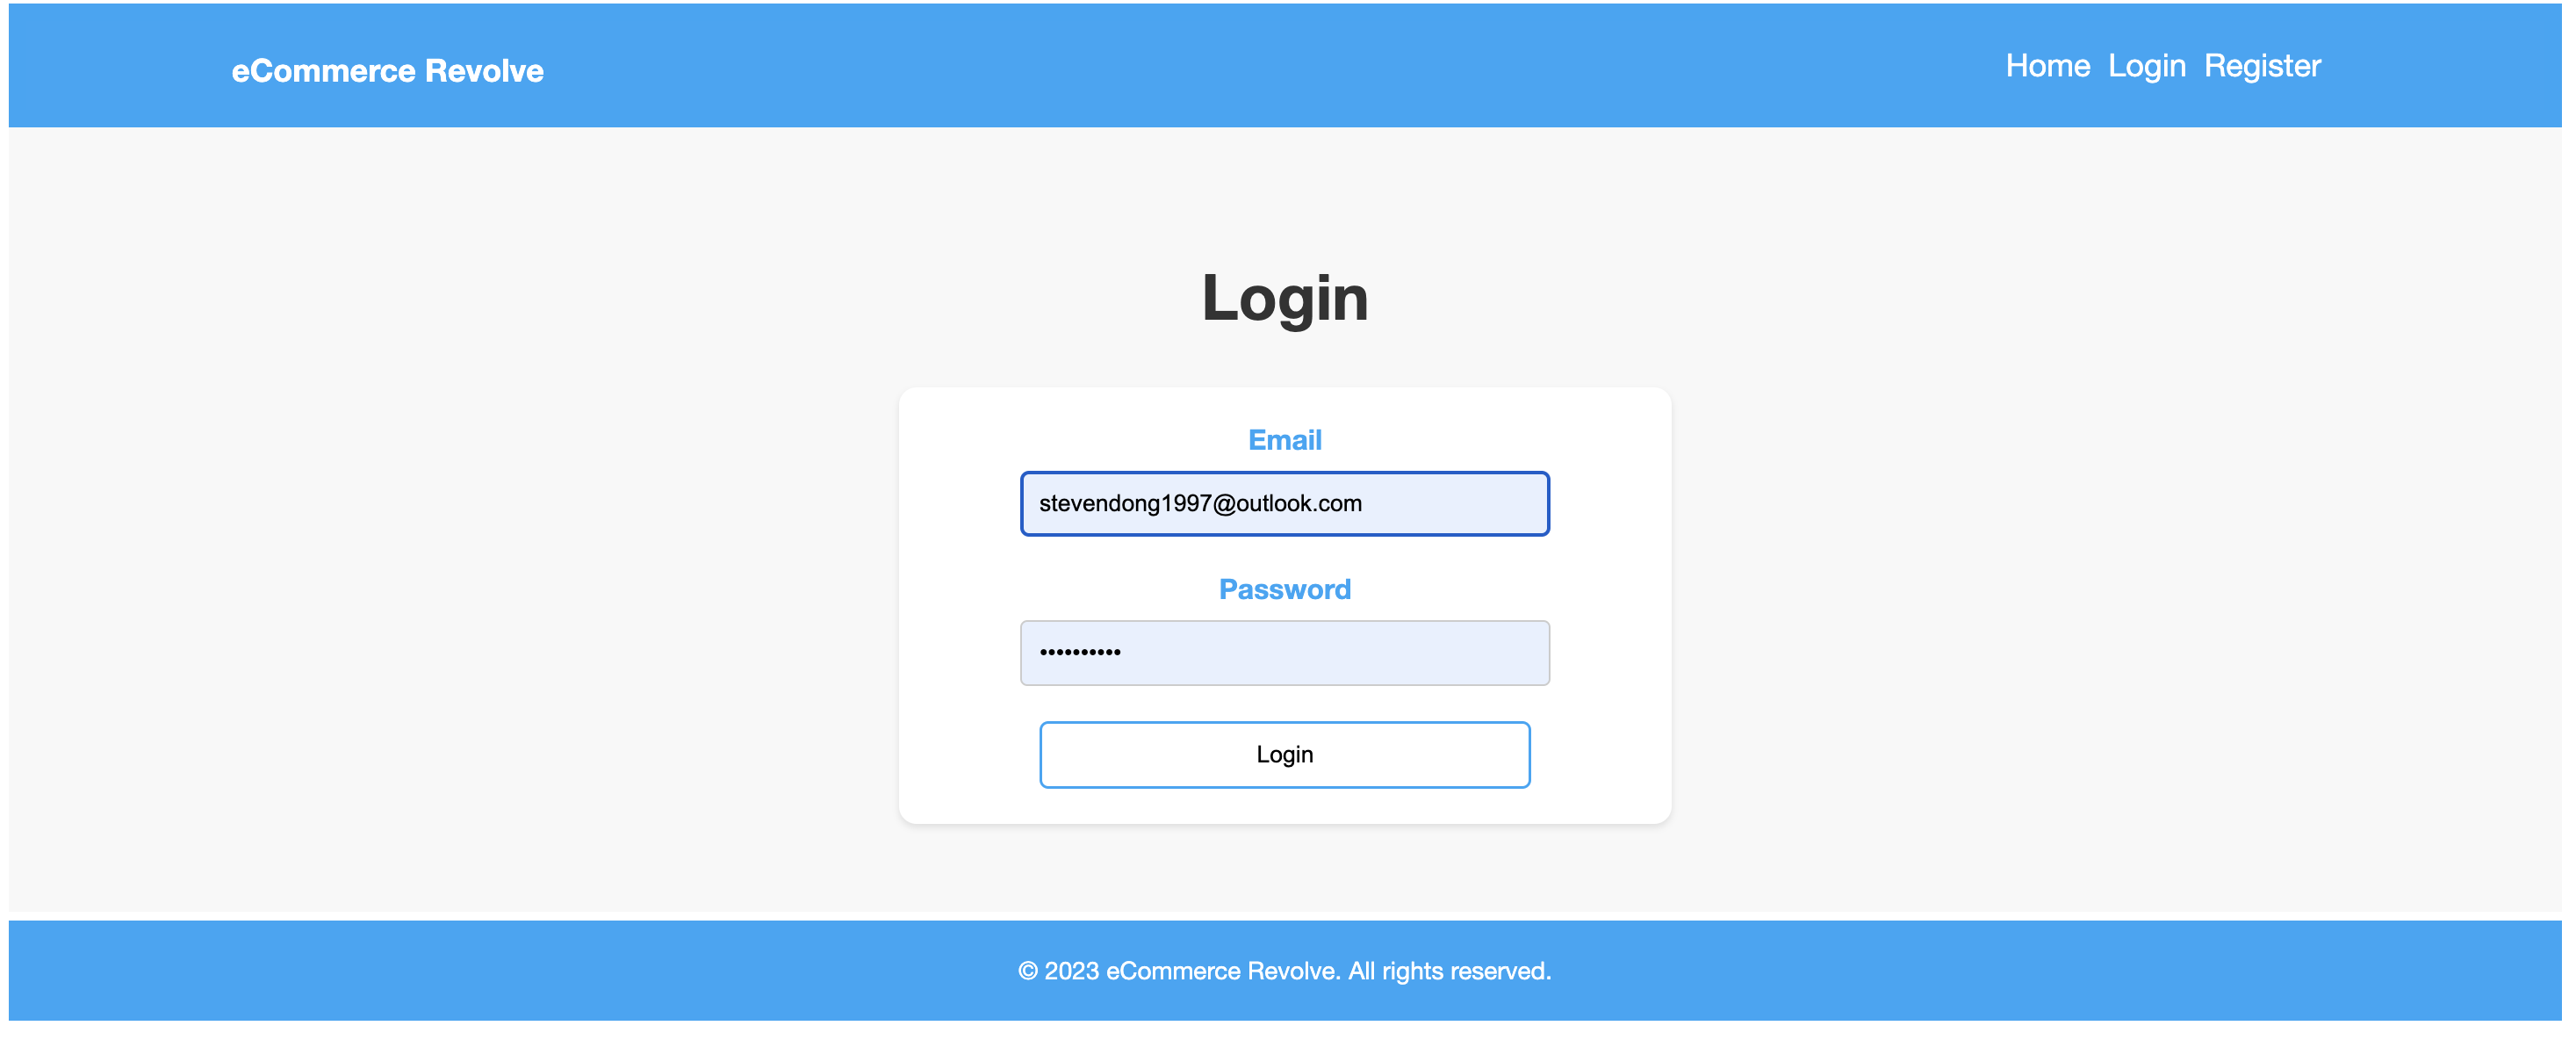 eCommerce Revolve
Home Login Register
Login
Email
stevendong1997@outlook.com
Password
••••••••••
Login
© 2023 eCommerce Revolve. All rights reserved.